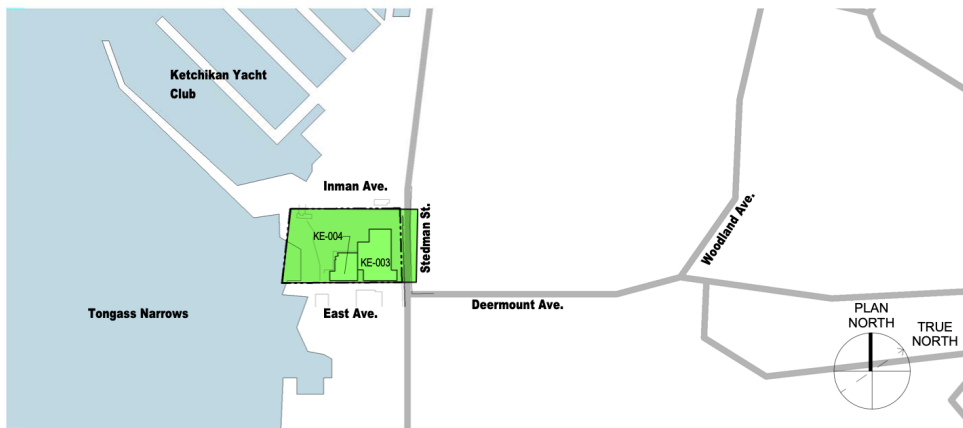 Ketchikan Yacht
Club
Inman Ave.
KE-004
KE-003
Stedman St.
Woodland Ave.
Tongass Narrows
East Ave.
Deermount Ave.
PLAN
NORTH
TRUE
NORTH